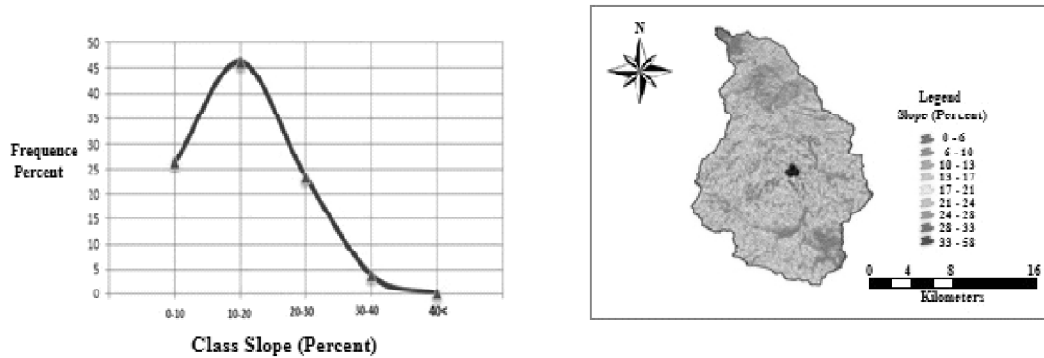 50
45
40
35
30
25
20
15
10
5
0
Frequence
Percent
0-10
10-20
20-30
30-40
40<
Class Slope (Percent)
N
Legend
Slope (Percent)
0 - 6
6 - 10
10 - 13
13 - 17
17 - 21
21 - 24
24 - 28
28 - 33
33 - 58
0 4 8 16
Kilometers